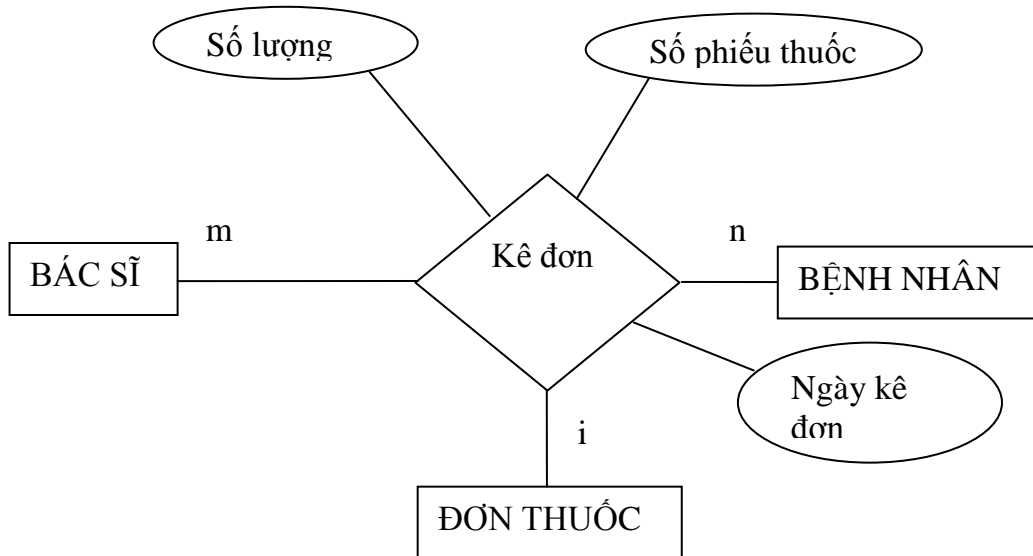 Số lượng
Số phiếu thuốc
m
n
Kê đơn
BÁC SĨ
BỆNH NHÂN
Ngày kê
đơn
i
ĐƠN THUỐC